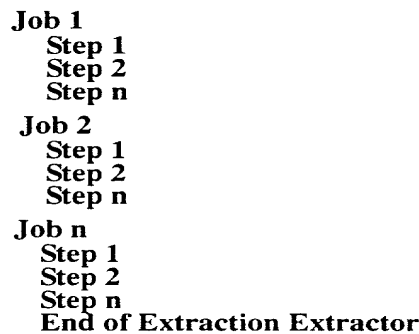 Job 1
Step 1
Step 2
Step n
Job 2
Step 1
Step 2
Step n
Job n
Step 1
Step 2
Step n
End of Extraction Extractor